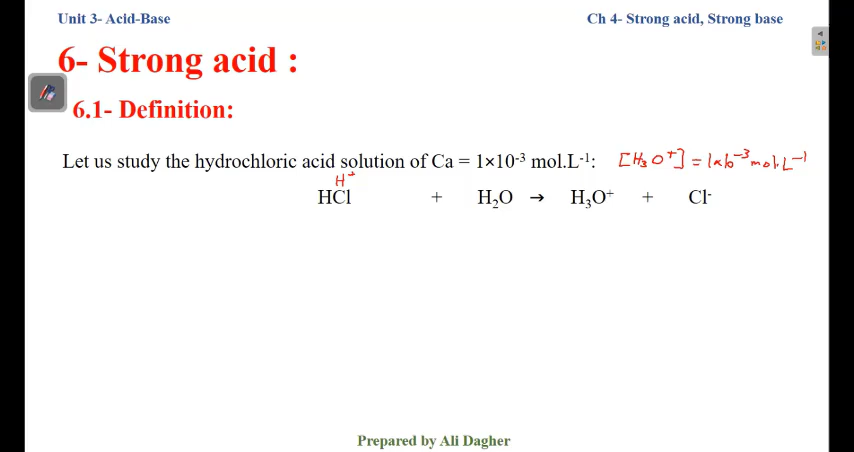 Unit 3- Acid-Base
Ch 4- Strong acid, Strong base
6- Strong acid :
6.1- Definition:
Let us study the hydrochloric acid solution of Ca = 1×10⁻³ mol.L⁻¹: [H₃O⁺] = 1×10⁻³ mol.L⁻¹
H⁺
HCl + H₂O → H₃O⁺ + Cl⁻
Prepared by Ali Dagher